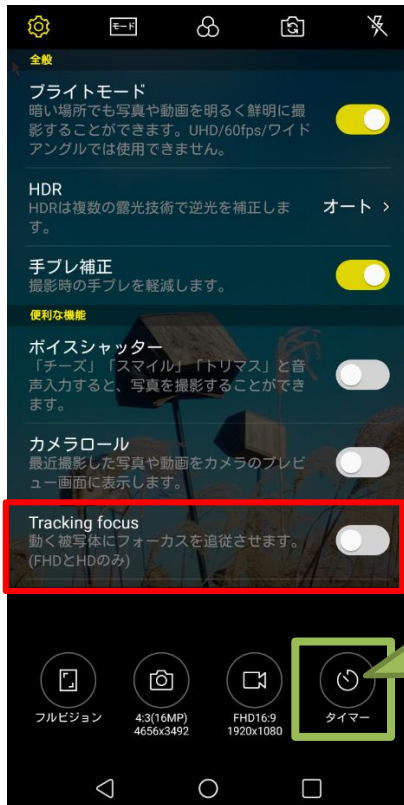 モード
全般
ブライトモード
暗い場所でも写真や動画を明るく鮮明に撮
影することができます。UHD/60fps/ワイド
アングルでは使用できません。
HDR
HDRは複数の露光技術で逆光を補正しま
す。
オート >
手ブレ補正
撮影時の手ブレを軽減します。
便利な機能
ボイスシャッター
「チーズ」「スマイル」「トリマス」と音
声入力すると、写真を撮影することができ
ます。
カメラロール
最近撮影した写真や動画をカメラのプレビ
ュー画面に表示します。
Tracking focus
動く被写体にフォーカスを追従させます。
(FHDとHDのみ)
フルビジョン
4:3(16MP)
4656x3492
FHD16:9
1920x1080
タイマー